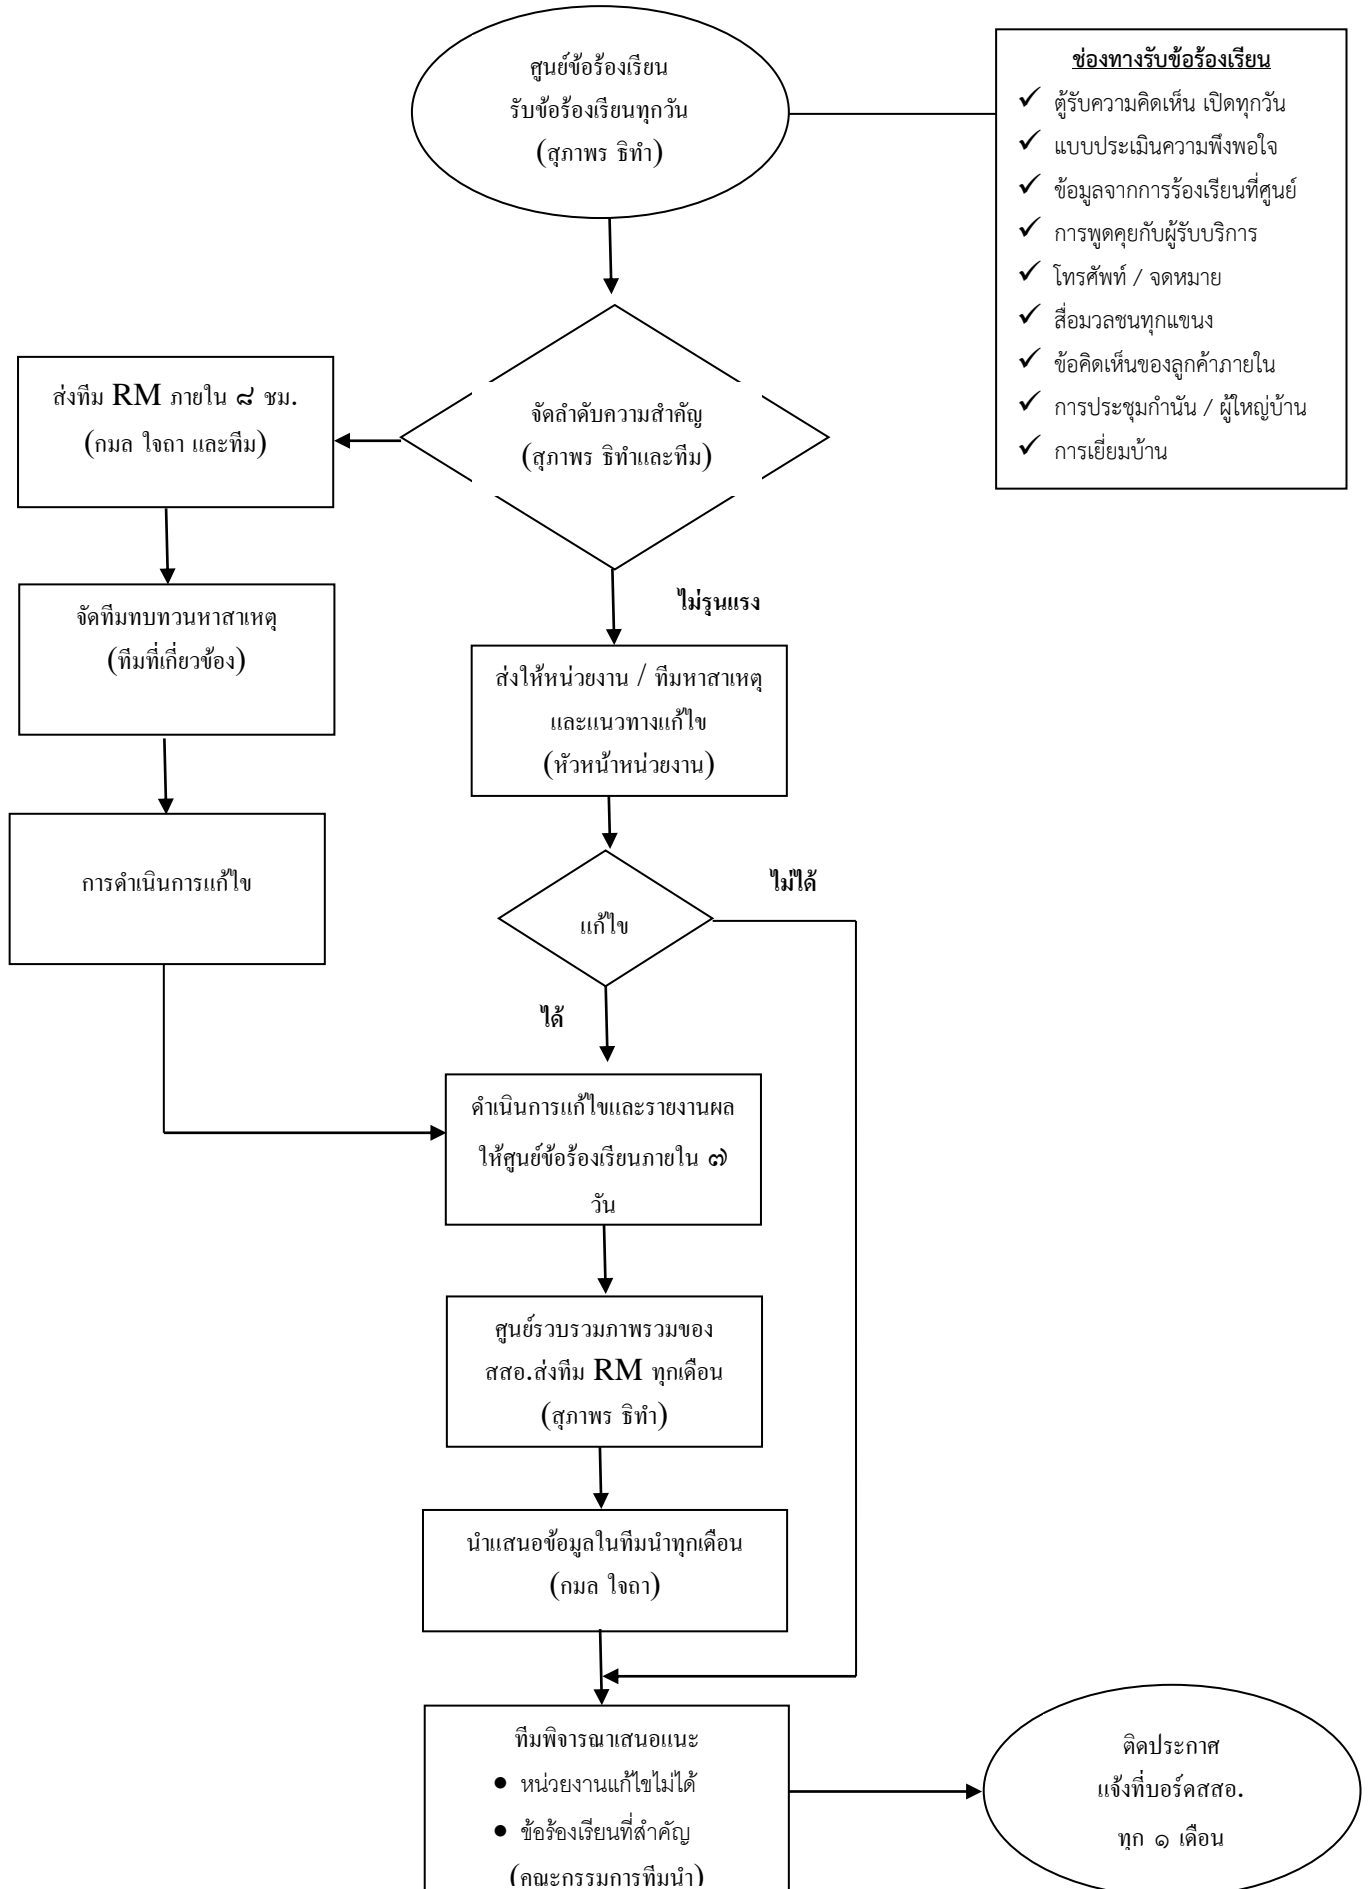 ศูนย์ข้อร้องเรียน
รับข้อร้องเรียนทุกวัน
(สุภาพร ธิทำ)
ช่องทางรับข้อร้องเรียน
✓ ตู้รับความคิดเห็น เปิดทุกวัน
✓ แบบประเมินความพึงพอใจ
✓ ข้อมูลจากการร้องเรียนที่ศูนย์
✓ การพูดคุยกับผู้รับบริการ
✓ โทรศัพท์ / จดหมาย
✓ สื่อมวลชนทุกแขนง
✓ ข้อคิดเห็นของลูกค้าภายใน
✓ การประชุมกำนัน / ผู้ใหญ่บ้าน
✓ การเยี่ยมบ้าน
จัดลำดับความสำคัญ
(สุภาพร ธิทำและทีม)
ส่งทีม RM ภายใน ๘ ชม.
(กมล ใจถา และทีม)
จัดทีมทบทวนหาสาเหตุ
(ทีมที่เกี่ยวข้อง)
การดำเนินการแก้ไข
ไม่รุนแรง
ส่งให้หน่วยงาน / ทีมหาสาเหตุ
และแนวทางแก้ไข
(หัวหน้าหน่วยงาน)
แก้ไข
ไม่ได้
ได้
ดำเนินการแก้ไขและรายงานผล
ให้ศูนย์ข้อร้องเรียนภายใน ๗
วัน
ศูนย์รวบรวมภาพรวมของ
สสอ.ส่งทีม RM ทุกเดือน
(สุภาพร ธิทำ)
นำเสนอข้อมูลในทีมนำทุกเดือน
(กมล ใจถา)
ทีมพิจารณาเสนอแนะ
● หน่วยงานแก้ไขไม่ได้
● ข้อร้องเรียนที่สำคัญ
(คณะกรรมการทีมนำ)
ติดประกาศ
แจ้งที่บอร์ดสสอ.
ทุก ๑ เดือน